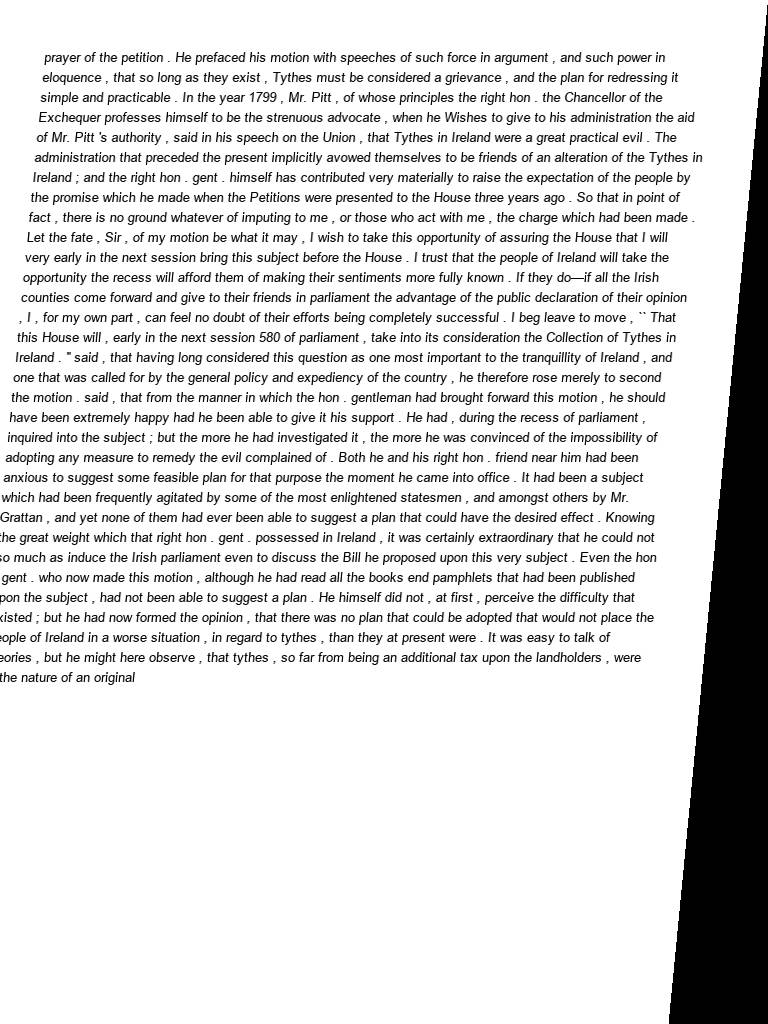 prayer of the petition . He prefaced his motion with speeches of such force in argument , and such power in
eloquence , that so long as they exist , Tythes must be considered a grievance , and the plan for redressing it
simple and practicable . In the year 1799 , Mr. Pitt , of whose principles the right hon . the Chancellor of the
Exchequer professes himself to be the strenuous advocate , when he Wishes to give to his administration the aid
of Mr. Pitt 's authority , said in his speech on the Union , that Tythes in Ireland were a great practical evil . The
administration that preceded the present implicitly avowed themselves to be friends of an alteration of the Tythes in
Ireland ; and the right hon . gent . himself has contributed very materially to raise the expectation of the people by
the promise which he made when the Petitions were presented to the House three years ago . So that in point of
fact , there is no ground whatever of imputing to me , or those who act with me , the charge which had been made .
Let the fate , Sir , of my motion be what it may , I wish to take this opportunity of assuring the House that I will
very early in the next session bring this subject before the House . I trust that the people of Ireland will take the
opportunity the recess will afford them of making their sentiments more fully known . If they do—if all the Irish
counties come forward and give to their friends in parliament the advantage of the public declaration of their opinion
, I , for my own part , can feel no doubt of their efforts being completely successful . I beg leave to move , `` That
this House will , early in the next session 580 of parliament , take into its consideration the Collection of Tythes in
Ireland . " said , that having long considered this question as one most important to the tranquillity of Ireland , and
one that was called for by the general policy and expediency of the country , he therefore rose merely to second
the motion . said , that from the manner in which the hon . gentleman had brought forward this motion , he should
have been extremely happy had he been able to give it his support . He had , during the recess of parliament ,
inquired into the subject ; but the more he had investigated it , the more he was convinced of the impossibility of
adopting any measure to remedy the evil complained of . Both he and his right hon . friend near him had been
anxious to suggest some feasible plan for that purpose the moment he came into office . It had been a subject
which had been frequently agitated by some of the most enlightened statesmen , and amongst others by Mr.
Grattan , and yet none of them had ever been able to suggest a plan that could have the desired effect . Knowing
the great weight which that right hon . gent . possessed in Ireland , it was certainly extraordinary that he could not
so much as induce the Irish parliament even to discuss the Bill he proposed upon this very subject . Even the hon
gent . who now made this motion , although he had read all the books end pamphlets that had been published
pon the subject , had not been able to suggest a plan . He himself did not , at first , perceive the difficulty that
xisted ; but he had now formed the opinion , that there was no plan that could be adopted that would not place the
eople of Ireland in a worse situation , in regard to tythes , than they at present were . It was easy to talk of
eories , but he might here observe , that tythes , so far from being an additional tax upon the landholders , were
the nature of an original